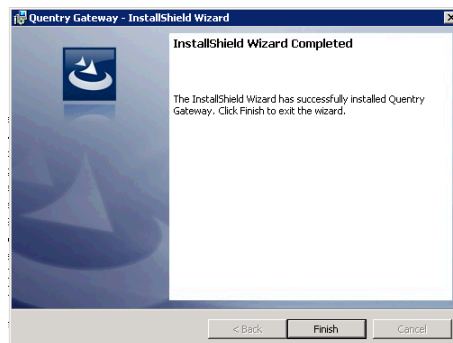 Quentry Gateway - InstallShield Wizard
InstallShield Wizard Completed
The InstallShield Wizard has successfully installed Quentry
Gateway. Click Finish to exit the wizard.
< Back
Finish
Cancel